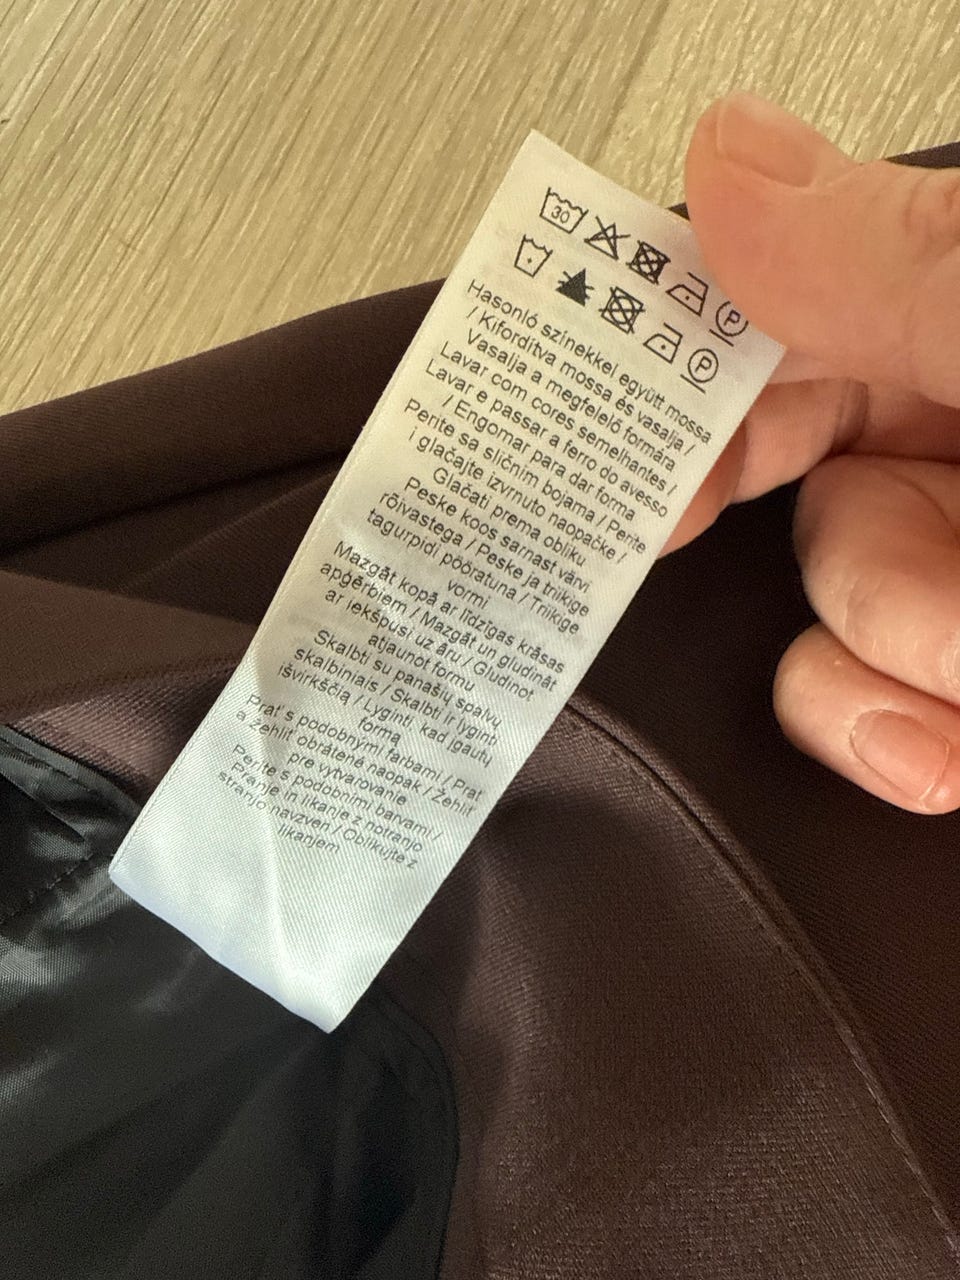 30 P
P
Hasonló színekkel együtt mossa
/ Kifordítva mossa és vasalja /
Vasalja a megfelelő formára
Lavar com cores semelhantes /
Lavar e passar a ferro do avesso
/ Engomar para dar forma
Perite sa sličnim bojama / Perite
i glačajte izvrnuto naopačke /
Glačati prema obliku
Peske koos sarnast värvi
rõivastega / Peske ja triikige
tagurpidi pööratuna / Triikige
vormi
Mazgāt kopā ar līdzīgas krāsas
apģērbiem / Mazgāt un gludināt
ar iekšpusi uz āru / Gludinot
atjaunot formu
Skalbti su panašių spalvų
skalbiniais / Skalbti ir lyginti
išvirkščią / Lyginti, kad įgautų
formą
Prať s podobnými farbami / Prať
a žehliť obrátené naopak / Žehliť
pre vytvarovanie
Perite s podobnimi barvami /
Pranje in likanje z notranjo
stranjo navzven / Oblikujte z
likanjem